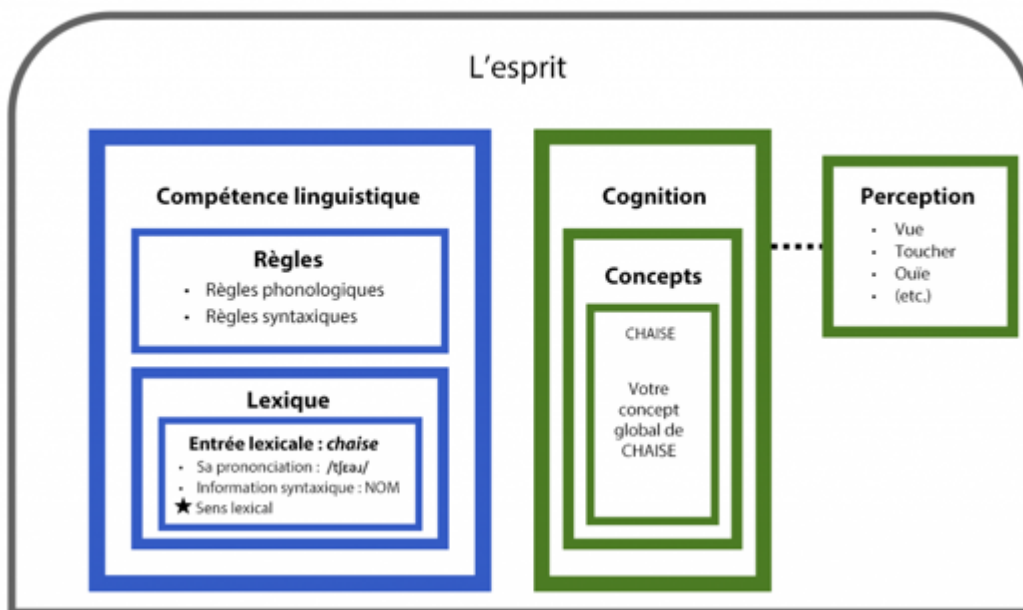 L'esprit
Compétence linguistique
Règles
• Règles phonologiques
• Règles syntaxiques
Lexique
Entrée lexicale : chaise
• Sa prononciation : /tʃɛəɹ/
• Information syntaxique : NOM
★ Sens lexical
Cognition
Concepts
CHAISE
Votre
concept
global de
CHAISE
Perception
• Vue
• Toucher
• Ouïe
• (etc.)